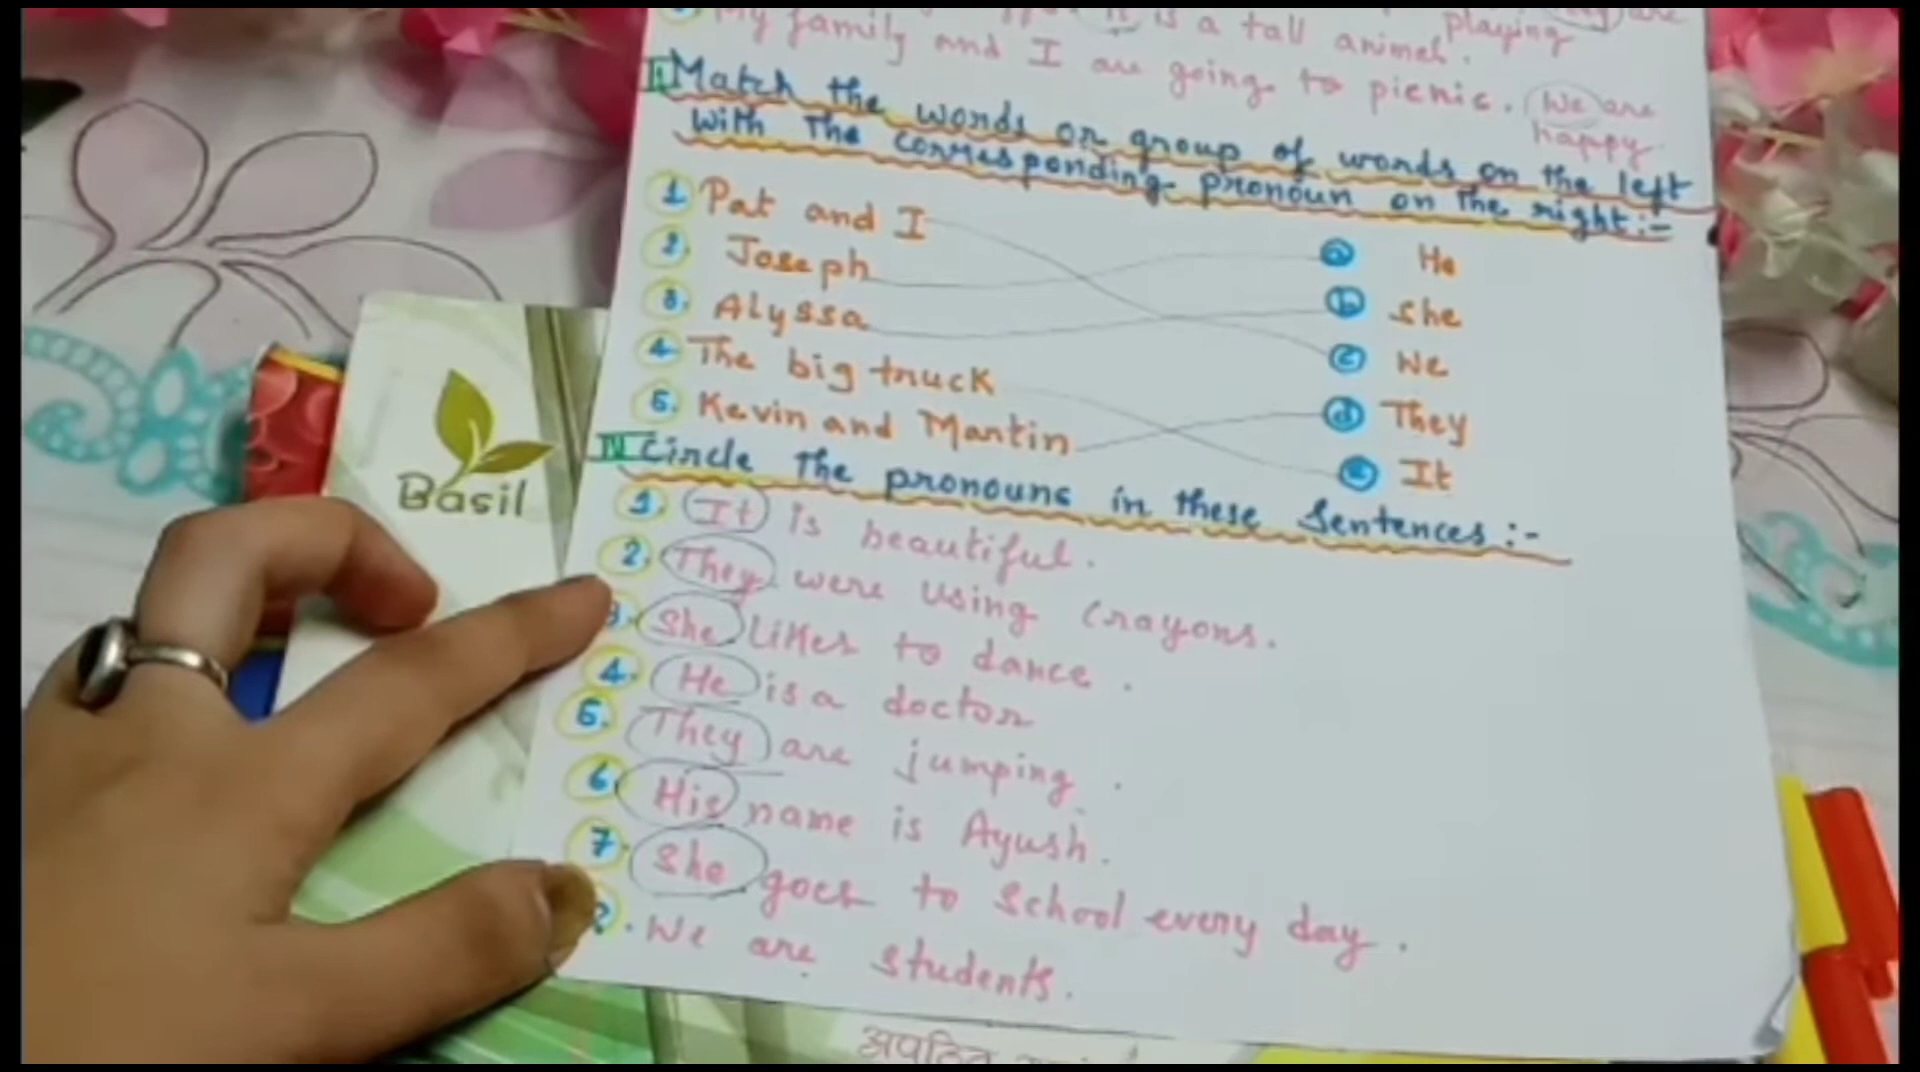 It is a tall animel. playing
My family and I are going to picnic. We are
happy
Match the words or group of words on the left
with the corresponding pronoun on the right:-
1. Pat and I
a He
2. Joseph
b She
3. Alyssa
c We
4. The big truck
d They
5. Kevin and Martin
e It
IV Circle the pronouns in these Sentences:-
1. It is beautiful.
2. They were using crayons.
3. She likes to dance.
4. He is a doctor
5. They are jumping.
6. His name is Ayush.
7. She goes to school every day.
8. We are students.
Basil
अपठित